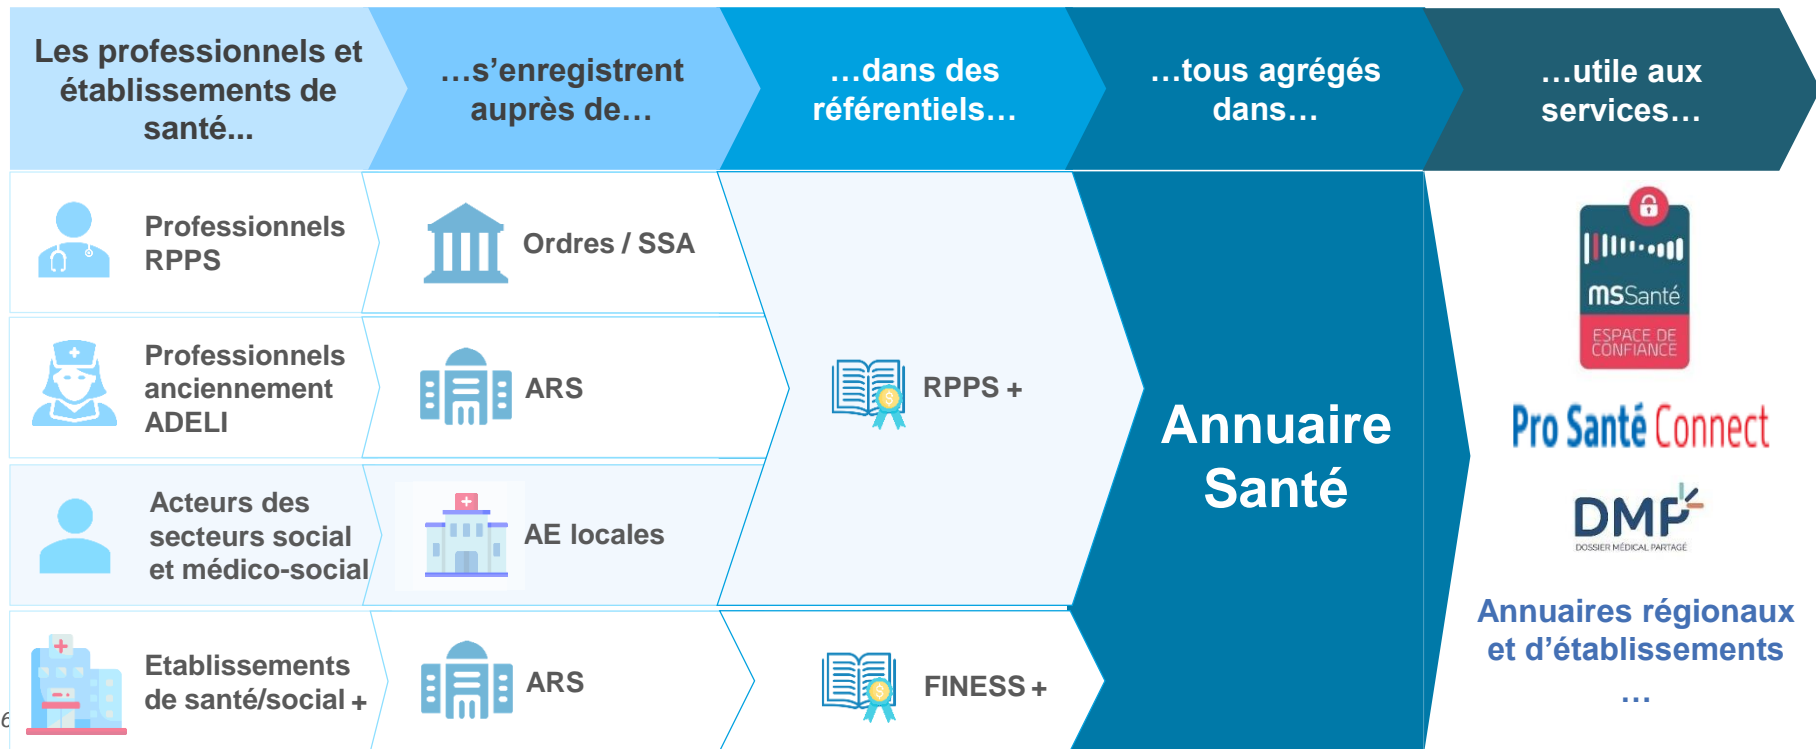 Les professionnels et
établissements de
santé...
…s’enregistrent
auprès de…
…dans des
référentiels…
…tous agrégés
dans…
…utile aux
services…
Professionnels
RPPS
Ordres / SSA
Professionnels
anciennement
ADELI
ARS
RPPS +
Acteurs des
secteurs social
et médico-social
AE locales
Etablissements
de santé/social +
ARS
FINESS +
Annuaire
Santé
msSanté
ESPACE DE
CONFIANCE
Pro Santé Connect
DMP
DOSSIER MÉDICAL PARTAGÉ
Annuaires régionaux
et d’établissements
…
6